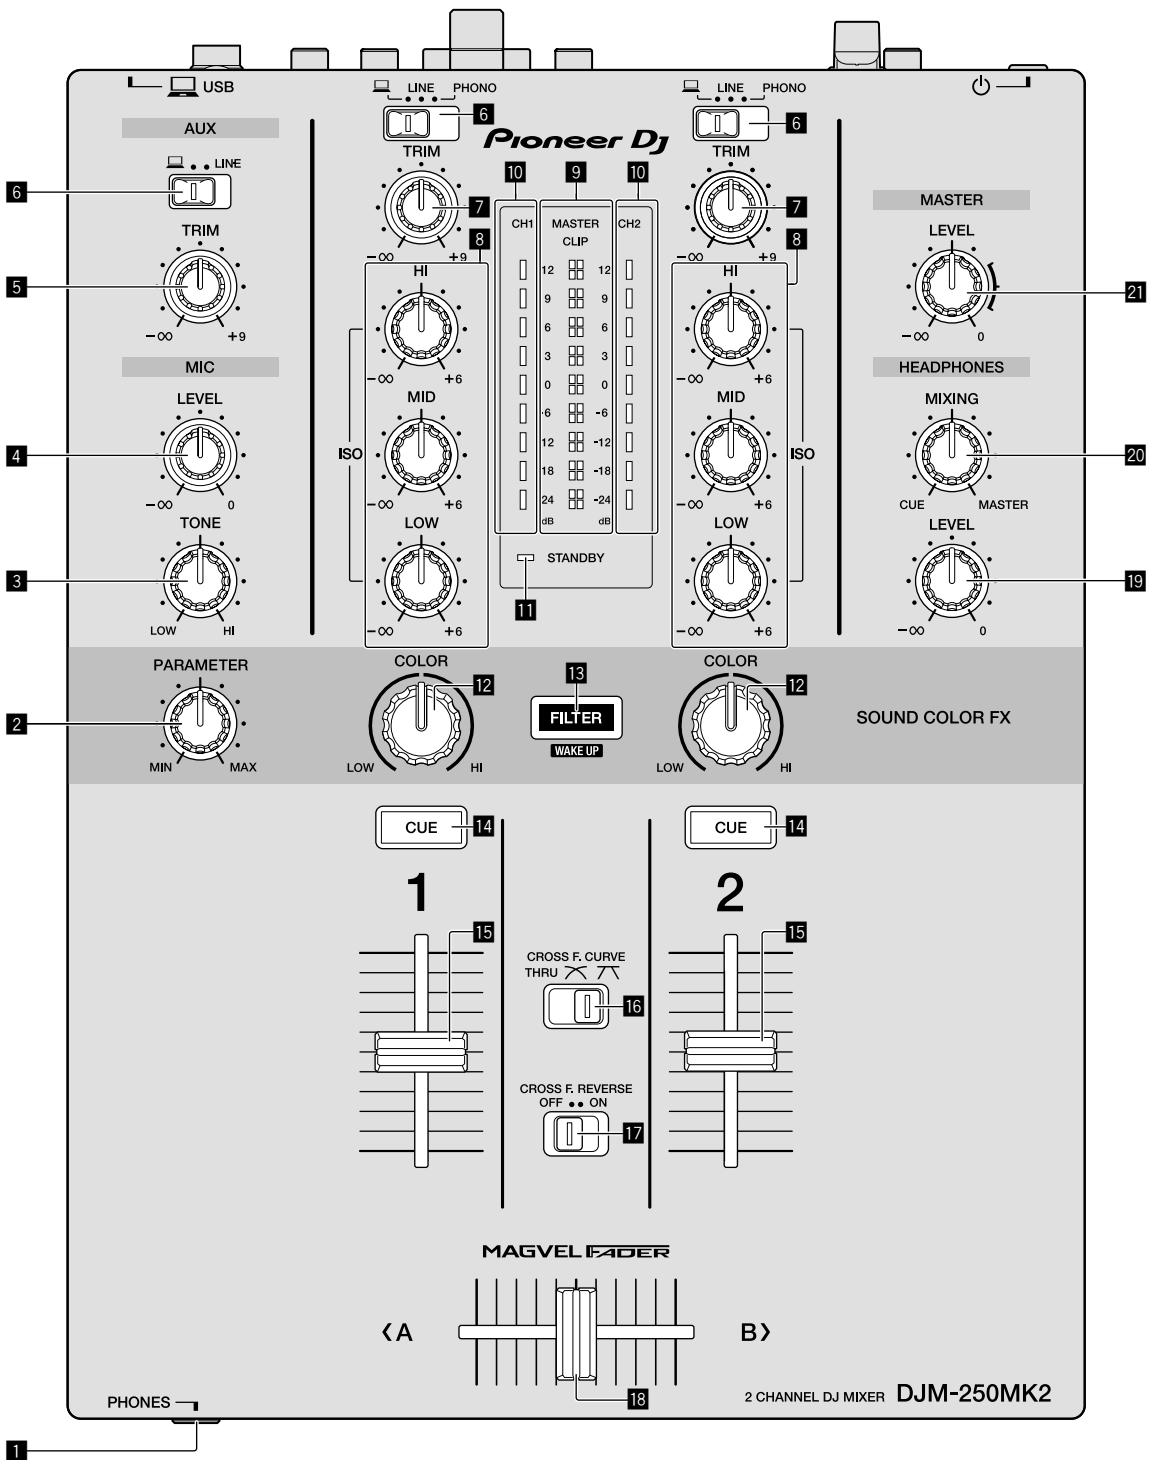 USB
LINE PHONO
LINE PHONO
AUX
6
6
Pioneer Dj
LINE
TRIM
TRIM
10 9 10
6
MASTER
TRIM
7
7
CH1 MASTER CH2
LEVEL
CLIP
8
8
-∞ +9
-∞ +9
HI
HI
12 12
5
21
9 9
-∞ +9
6 6
-∞ 0
MIC
3 3
HEADPHONES
-∞ +6
0 0
-∞ +6
LEVEL
MID
MID
MIXING
-6 -6
4
ISO
12 -12
ISO
20
18 -18
-∞ 0
-∞ +6
24 -24
-∞ +6
CUE MASTER
TONE
LOW
dB dB
LOW
LEVEL
STANDBY
3
19
11
LOW HI
-∞ +6
-∞ +6
-∞ 0
PARAMETER
COLOR
COLOR
12
13
12
2
FILTER
SOUND COLOR FX
WAKE UP
MIN MAX
LOW HI
LOW HI
CUE
14
CUE
14
1
2
15
15
CROSS F. CURVE
THRU
16
CROSS F. REVERSE
OFF ON
17
MAGVEL FADER
‹A
B›
18
2 CHANNEL DJ MIXER DJM-250MK2
PHONES
1